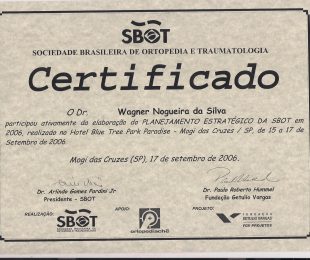 SBOT
SOCIEDADE BRASILEIRA DE ORTOPEDIA E TRAUMATOLOGIA
Certificado
O Dr. Wagner Nogueira da Silva
participou ativamente da elaboração do PLANEJAMENTO ESTRATÉGICO DA SBOT em
2006, realizado no Hotel Blue Tree Park Paradise - Mogi das Cruzes / SP, de 15 a 17 de
Setembro de 2006.
Mogi das Cruzes (SP), 17 de setembro de 2006.
Dr. Arlindo Gomes Pardini Jr
Presidente - SBOT
Dr. Paulo Roberto Hummel
Fundação Getulio Vargas
REALIZAÇÃO:
SBOT
APOIO:
ortopediachê
PROJETO:
FUNDAÇÃO
GETULIO VARGAS
FGV PROJETOS